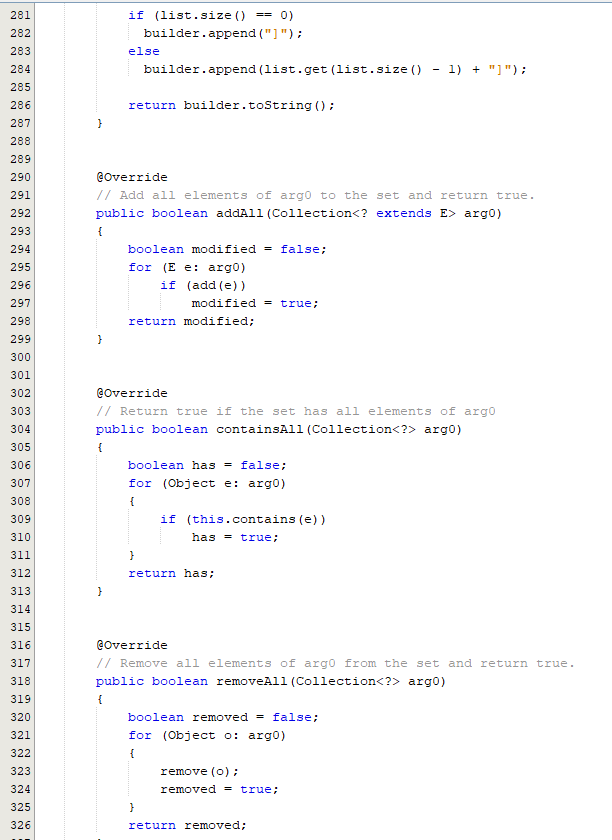 281 if (list.size() == 0)
282 builder.append("]");
283 else
284 builder.append(list.get(list.size() - 1) + "]");
285
286 return builder.toString();
287 }
288
289
290 @Override
291 // Add all elements of arg0 to the set and return true.
292 public boolean addAll(Collection<? extends E> arg0)
293 {
294 boolean modified = false;
295 for (E e: arg0)
296 if (add(e))
297 modified = true;
298 return modified;
299 }
300
301
302 @Override
303 // Return true if the set has all elements of arg0
304 public boolean containsAll(Collection<?> arg0)
305 {
306 boolean has = false;
307 for (Object e: arg0)
308 {
309 if (this.contains(e))
310 has = true;
311 }
312 return has;
313 }
314
315
316 @Override
317 // Remove all elements of arg0 from the set and return true.
318 public boolean removeAll(Collection<?> arg0)
319 {
320 boolean removed = false;
321 for (Object o: arg0)
322 {
323 remove(o);
324 removed = true;
325 }
326 return removed;